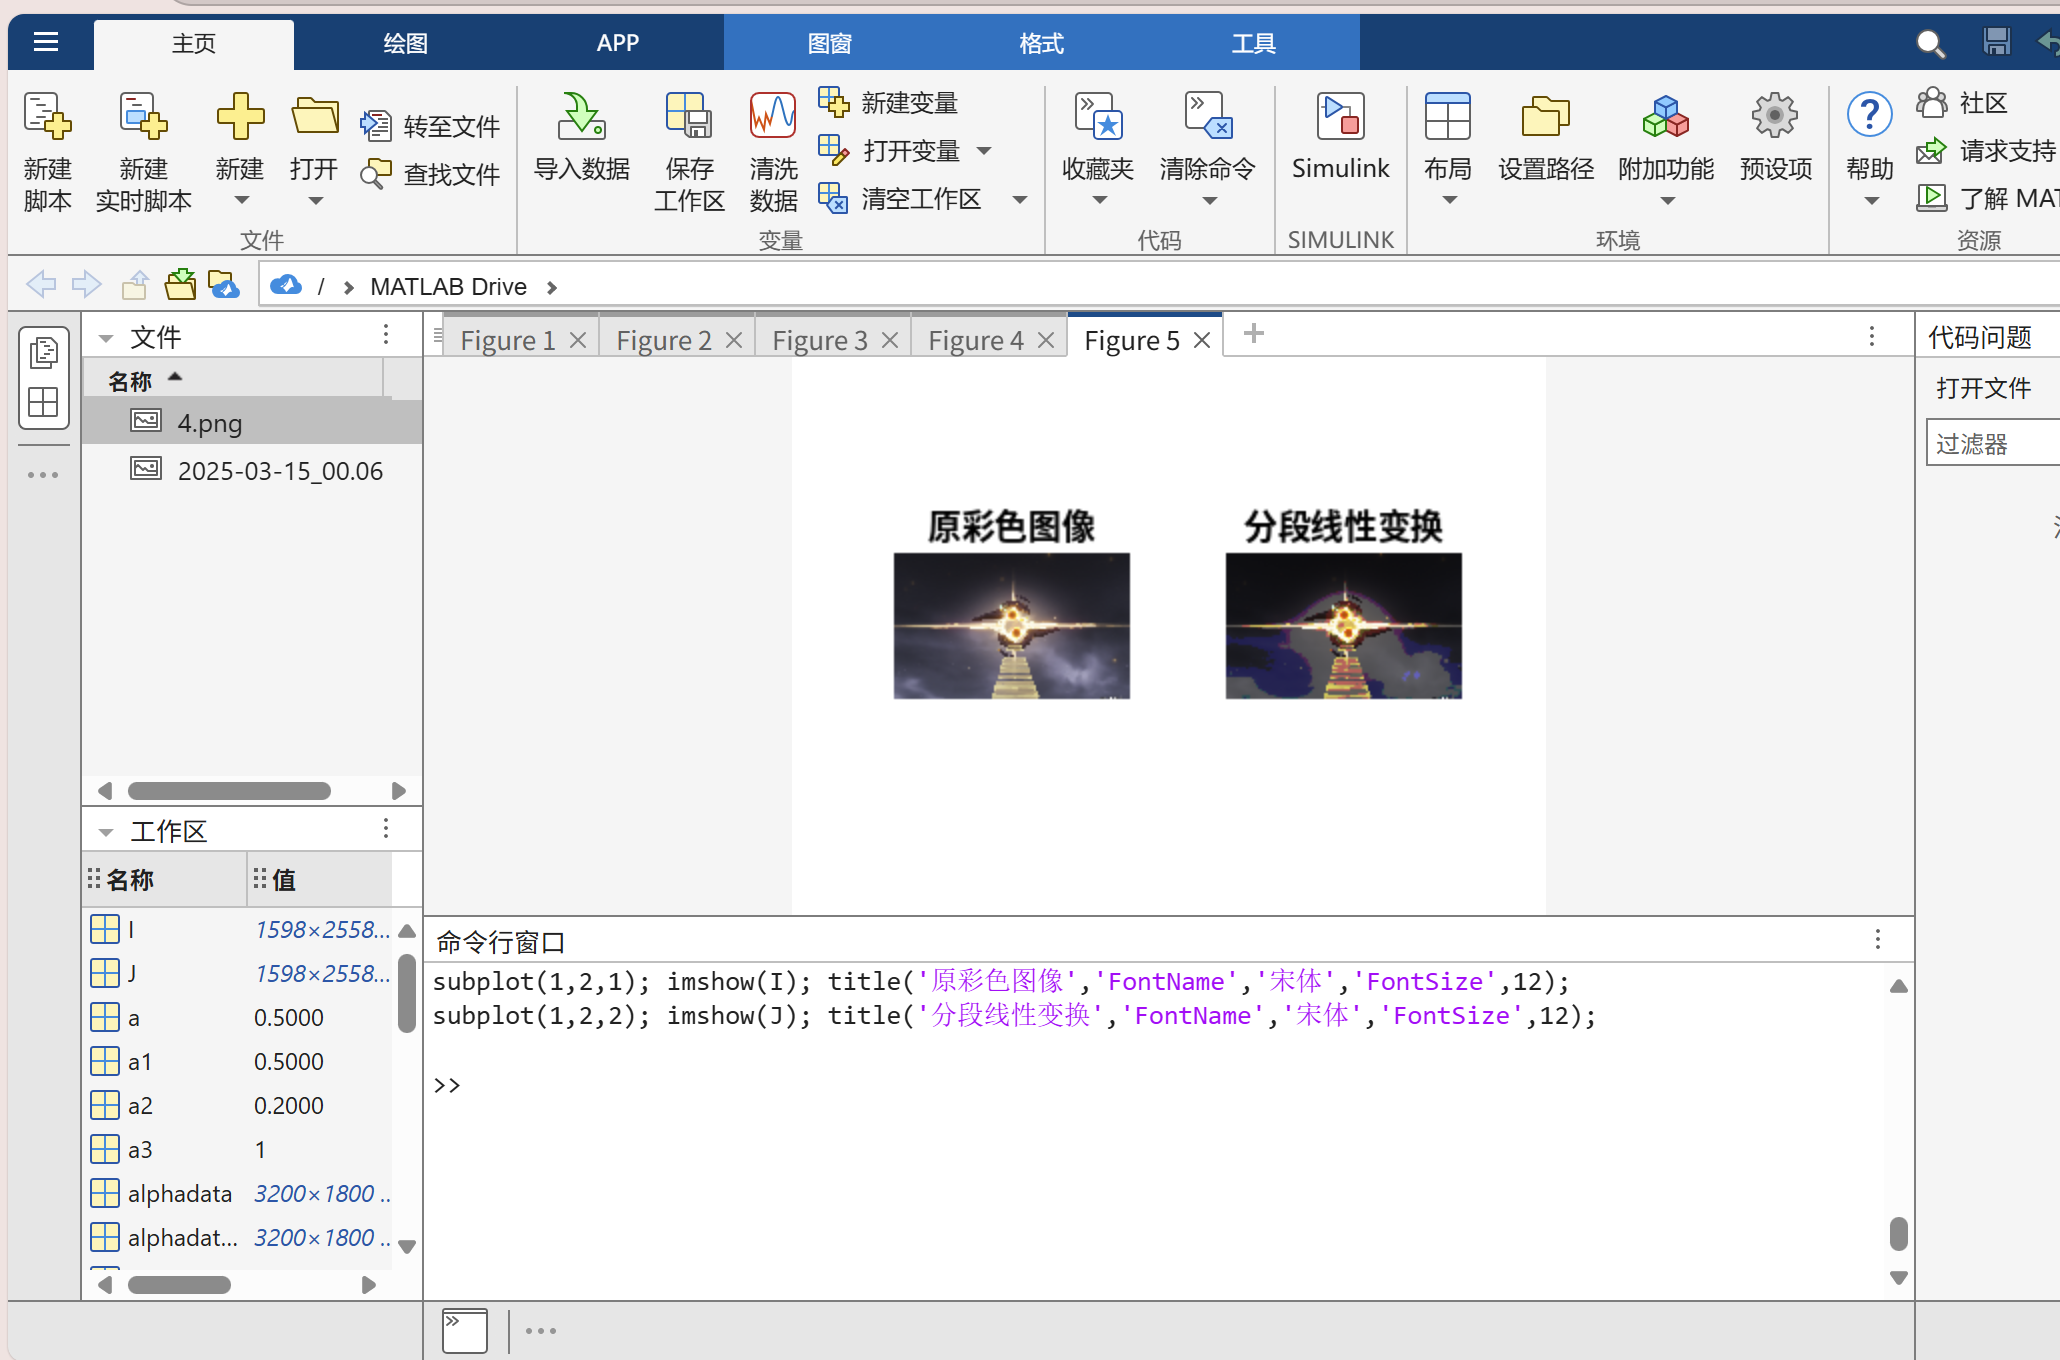 主页 绘图 APP 图窗 格式 工具
新建脚本
新建实时脚本
新建
打开
转至文件
查找文件
文件
导入数据
保存工作区
清洗数据
新建变量
打开变量
清空工作区
变量
收藏夹
清除命令
代码
Simulink
SIMULINK
布局
设置路径
附加功能
预设项
环境
帮助
社区
请求支持
了解 MAT
资源
/ › MATLAB Drive ›
文件
名称
4.png
2025-03-15_00.06
Figure 1
Figure 2
Figure 3
Figure 4
Figure 5
原彩色图像
分段线性变换
代码问题
打开文件
过滤器
工作区
名称 值
I 1598×2558...
J 1598×2558...
a 0.5000
a1 0.5000
a2 0.2000
a3 1
alphadata 3200×1800 ..
alphadat... 3200×1800 ..
命令行窗口
subplot(1,2,1); imshow(I); title('原彩色图像','FontName','宋体','FontSize',12);
subplot(1,2,2); imshow(J); title('分段线性变换','FontName','宋体','FontSize',12);
>>